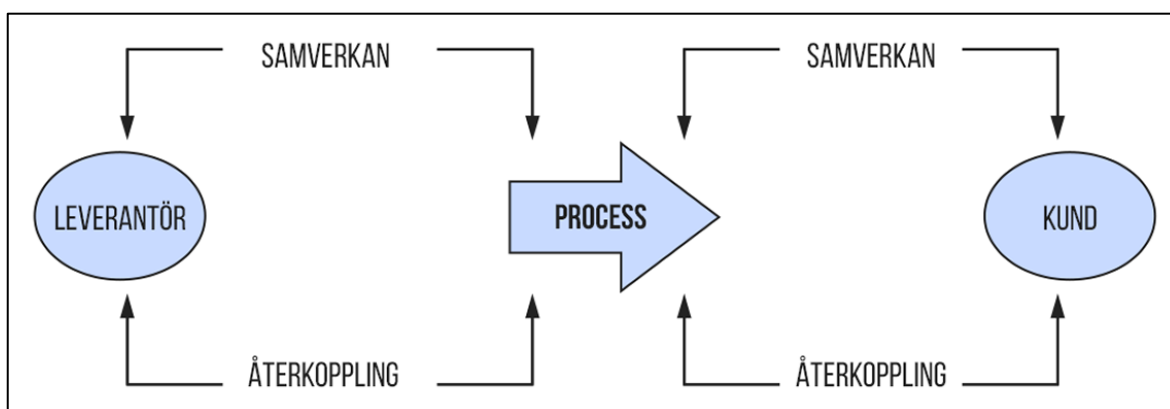 SAMVERKAN
SAMVERKAN
LEVERANTÖR
PROCESS
KUND
ÅTERKOPPLING
ÅTERKOPPLING